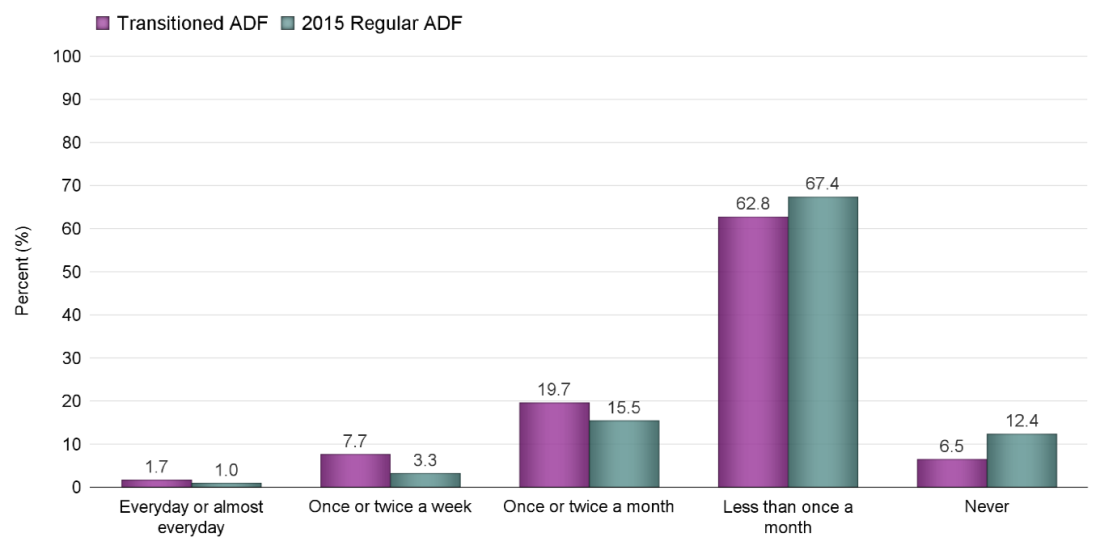 Transitioned ADF 2015 Regular ADF
100
90
80
70
60
50
40
30
20
10
0
Percent (%)
1.7 1.0
7.7 3.3
19.7 15.5
62.8 67.4
6.5 12.4
Everyday or almost
everyday
Once or twice a week
Once or twice a month
Less than once a
month
Never